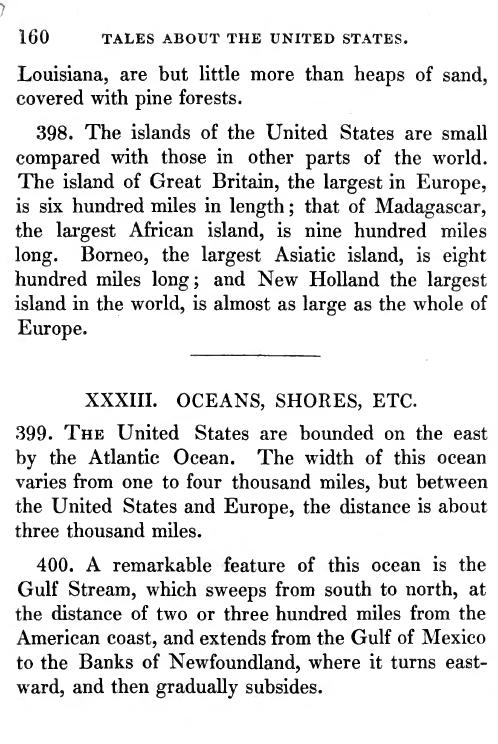 160 TALES ABOUT THE UNITED STATES.
Louisiana, are but little more than heaps of sand,
covered with pine forests.
398. The islands of the United States are small
compared with those in other parts of the world.
The island of Great Britain, the largest in Europe,
is six hundred miles in length; that of Madagascar,
the largest African island, is nine hundred miles
long. Borneo, the largest Asiatic island, is eight
hundred miles long; and New Holland the largest
island in the world, is almost as large as the whole of
Europe.
XXXIII. OCEANS, SHORES, ETC.
399. THE United States are bounded on the east
by the Atlantic Ocean. The width of this ocean
varies from one to four thousand miles, but between
the United States and Europe, the distance is about
three thousand miles.
400. A remarkable feature of this ocean is the
Gulf Stream, which sweeps from south to north, at
the distance of two or three hundred miles from the
American coast, and extends from the Gulf of Mexico
to the Banks of Newfoundland, where it turns east-
ward, and then gradually subsides.